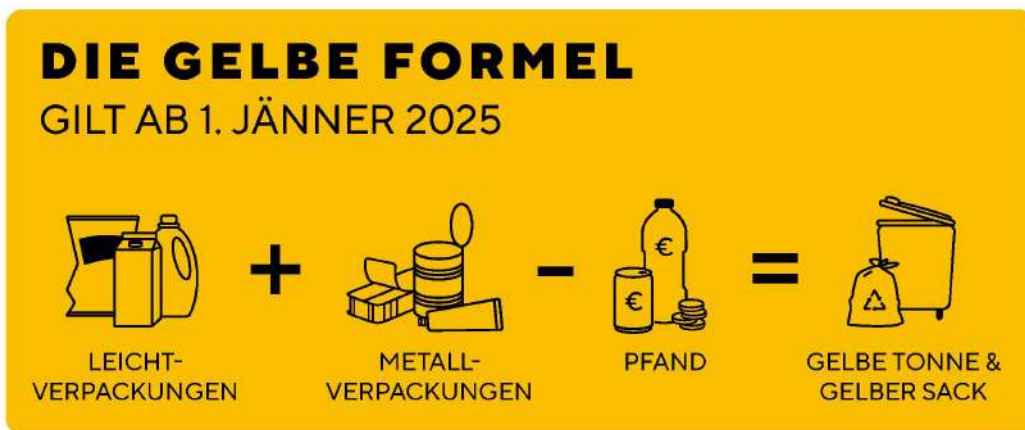 DIE GELBE FORMEL
GILT AB 1. JÄNNER 2025
€
€
+
-
=
LEICHT-
VERPACKUNGEN
METALL-
VERPACKUNGEN
PFAND
GELBE TONNE &
GELBER SACK